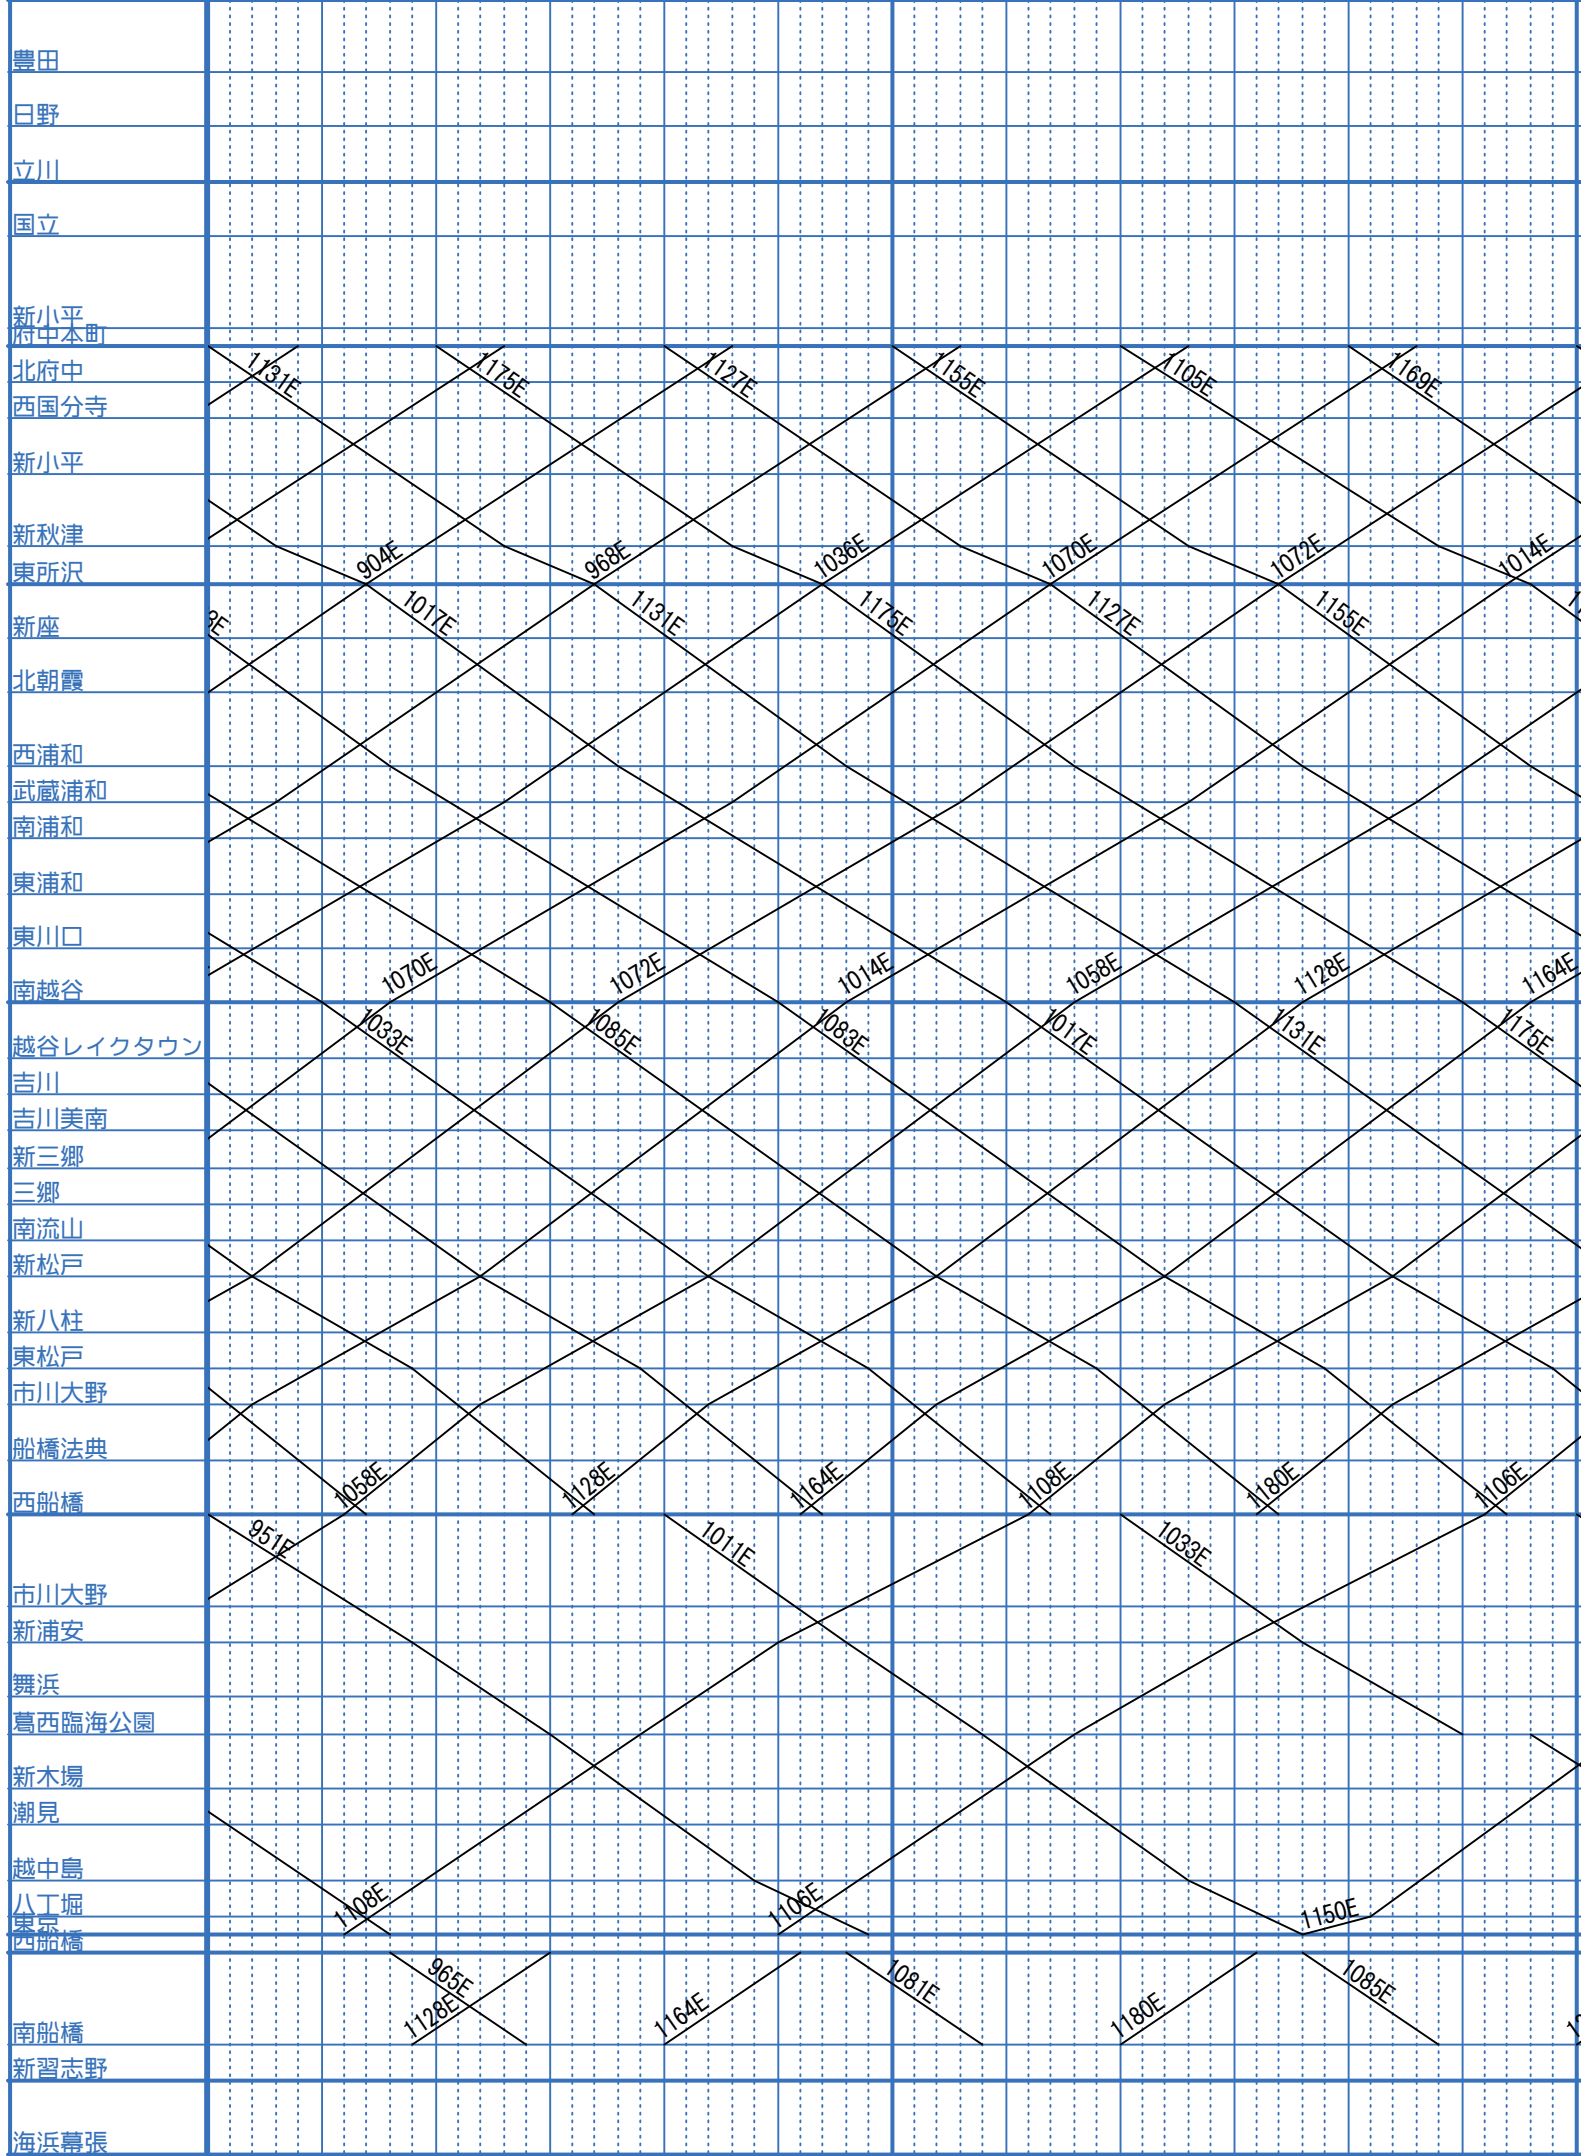 豊田
日野
立川
国立
新小平
府中本町
北府中
1131E 1175E 1127E 1155E 1105E 1169E
西国分寺
新小平
新秋津
904E 968E 1036E 1070E 1072E 1014E
東所沢
1017E 1131E 1175E 1127E 1155E
新座
北朝霞
西浦和
武蔵浦和
南浦和
東浦和
東川口
1070E 1072E 1014E 1058E 1128E 1164E
南越谷
1033E 1085E 1083E 1017E 1131E 1175E
越谷レイクタウン
吉川
吉川美南
新三郷
三郷
南流山
新松戸
新八柱
東松戸
市川大野
船橋法典
1058E 1128E 1164E 1108E 1180E 1106E
西船橋
951E 1011E 1033E
市川大野
新浦安
舞浜
葛西臨海公園
新木場
潮見
越中島
八丁堀
1108E 1106E 1150E
東京
西船橋
965E 1081E 1085E
1128E 1164E 1180E
南船橋
新習志野
海浜幕張